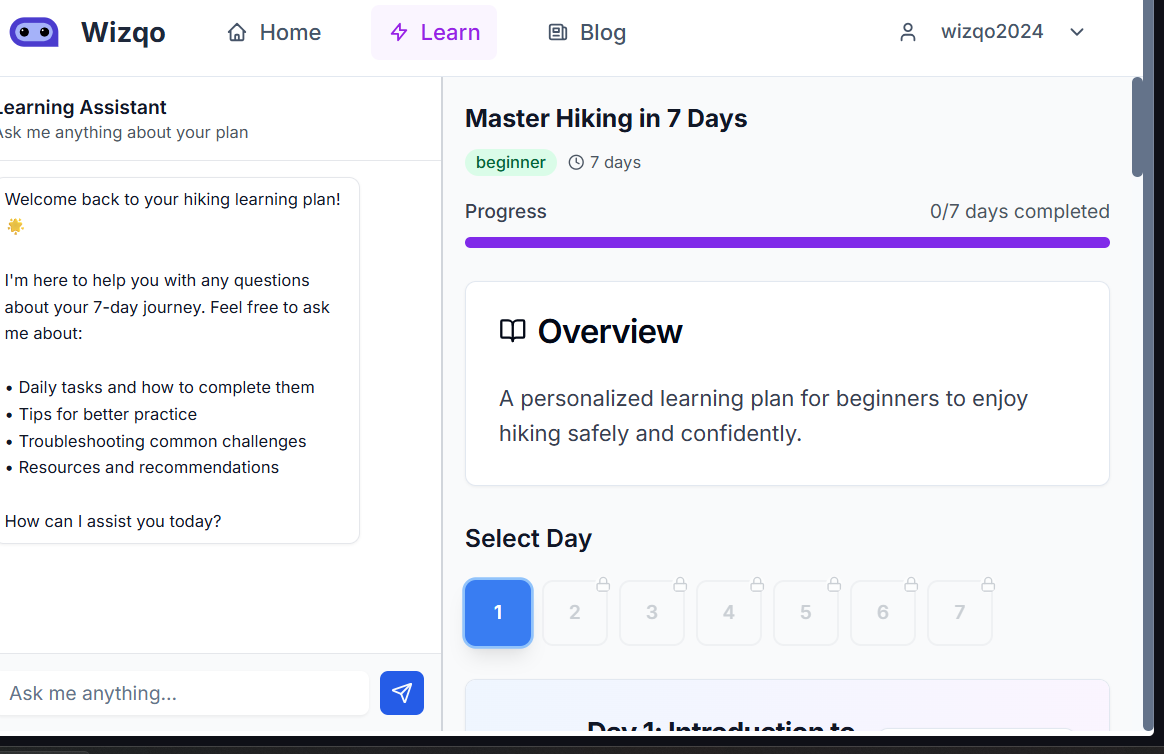 Wizqo
Home
Learn
Blog
wizqo2024
Learning Assistant
Ask me anything about your plan
Welcome back to your hiking learning plan!
🌟
I'm here to help you with any questions
about your 7-day journey. Feel free to ask
me about:
• Daily tasks and how to complete them
• Tips for better practice
• Troubleshooting common challenges
• Resources and recommendations
How can I assist you today?
Ask me anything...
Master Hiking in 7 Days
beginner
7 days
Progress
0/7 days completed
Overview
A personalized learning plan for beginners to enjoy
hiking safely and confidently.
Select Day
1
2
3
4
5
6
7
Day 1: Introduction to